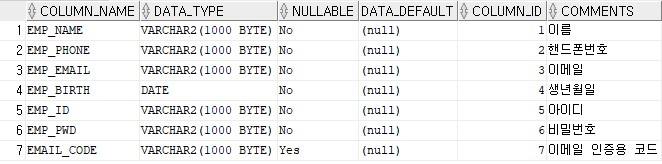 COLUMN_NAME DATA_TYPE NULLABLE DATA_DEFAULT COLUMN_ID COMMENTS
1 EMP_NAME VARCHAR2(1000 BYTE) No (null) 1 이름
2 EMP_PHONE VARCHAR2(1000 BYTE) No (null) 2 핸드폰번호
3 EMP_EMAIL VARCHAR2(1000 BYTE) No (null) 3 이메일
4 EMP_BIRTH DATE No (null) 4 생년월일
5 EMP_ID VARCHAR2(1000 BYTE) No (null) 5 아이디
6 EMP_PWD VARCHAR2(1000 BYTE) No (null) 6 비밀번호
7 EMAIL_CODE VARCHAR2(1000 BYTE) Yes (null) 7 이메일 인증용 코드